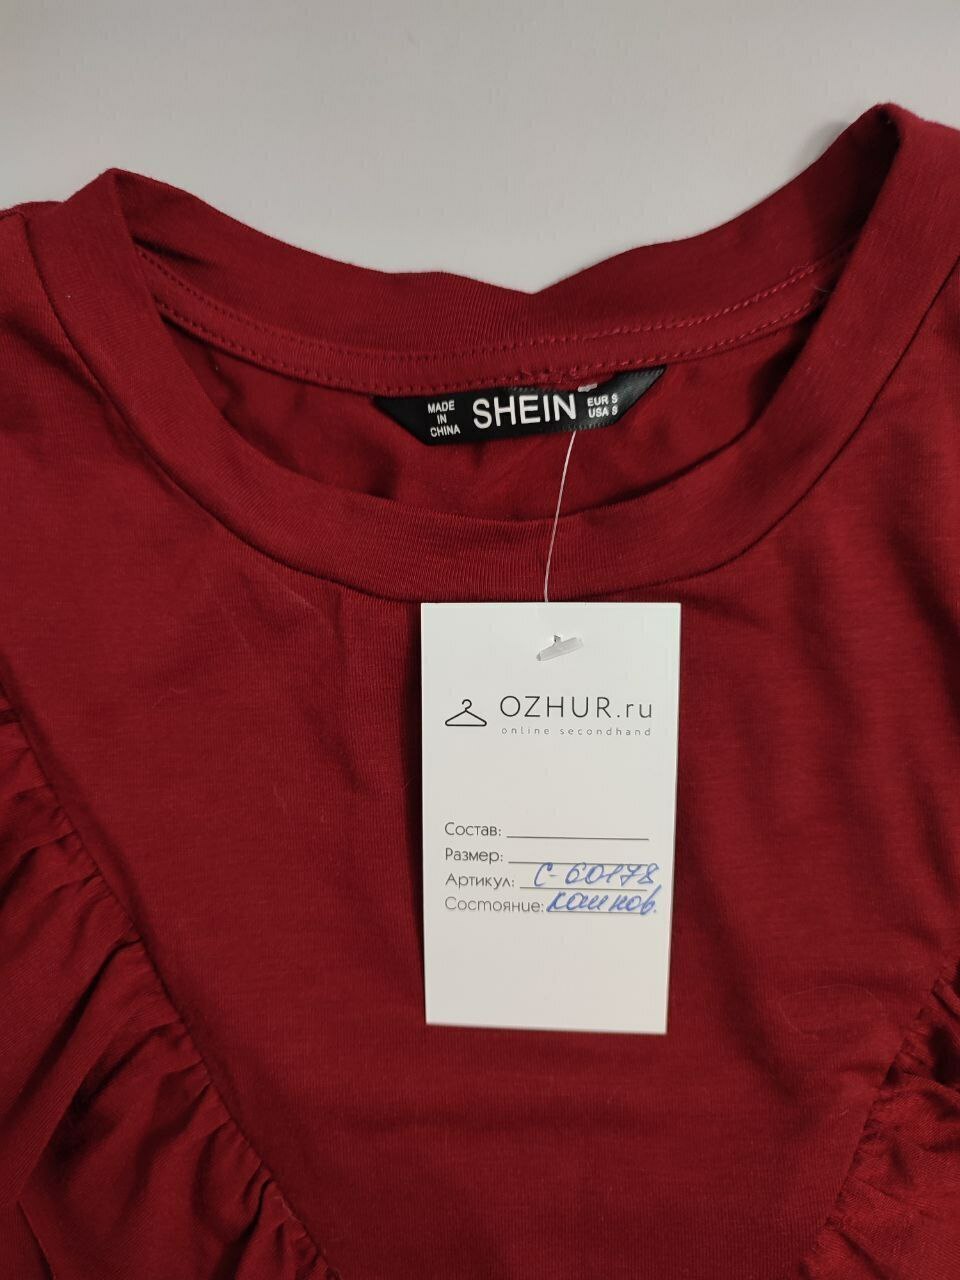 MADE
IN
CHINA
SHEIN
EUR S
USA S
OZHUR.ru
online secondhand
Состав:
Размер:
Артикул: С-60178
Состояние: как нов.